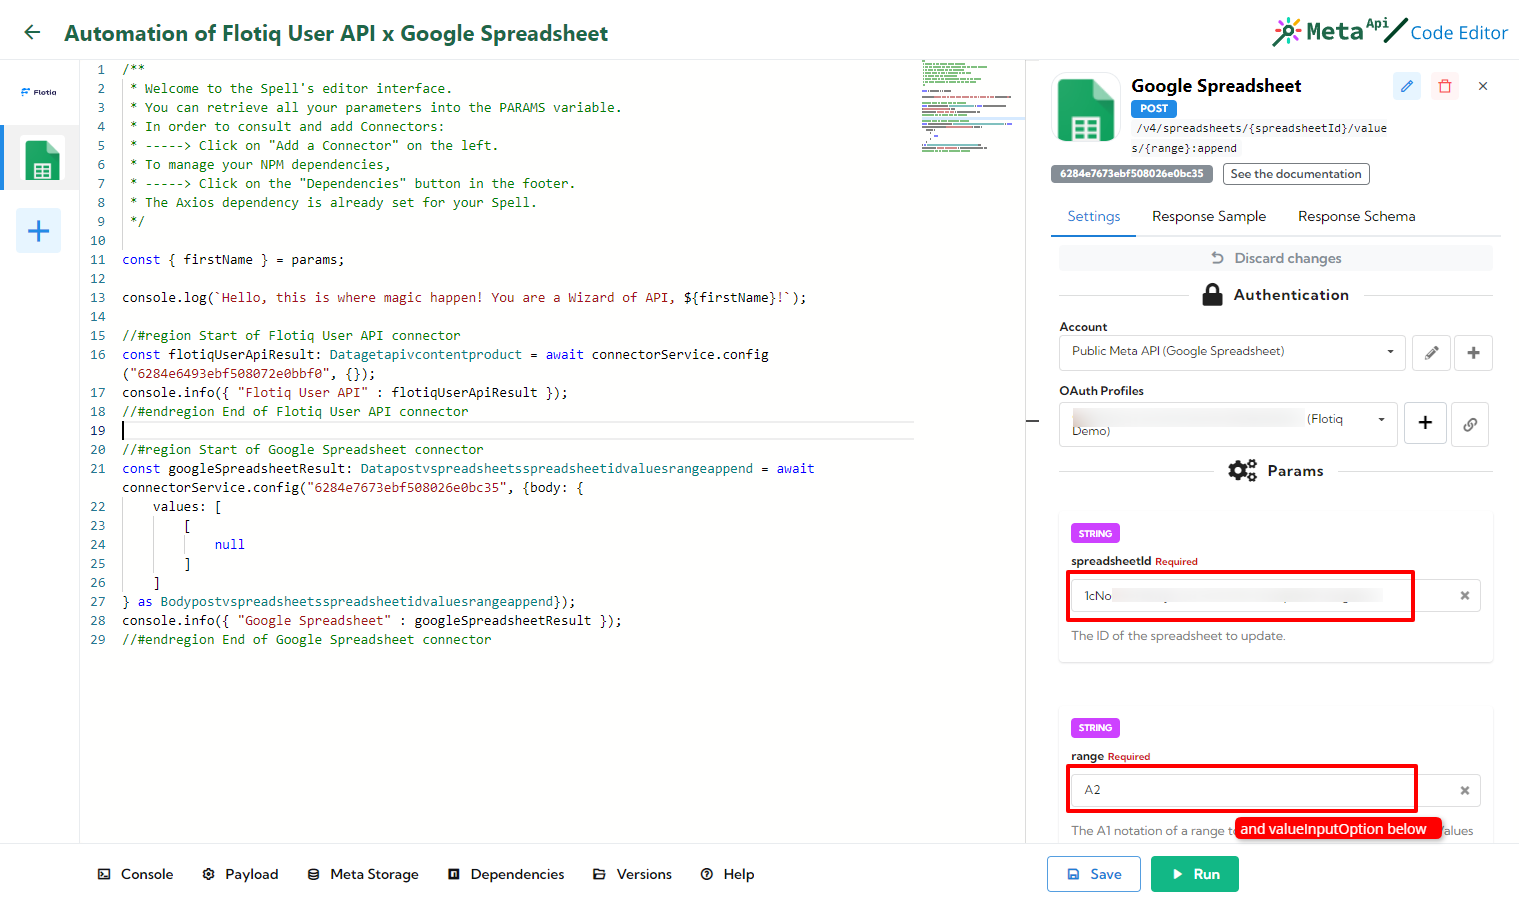 Automation of Flotiq User API x Google Spreadsheet
Meta Api / Code Editor
Flotiq
1 /**
2 * Welcome to the Spell's editor interface.
3 * You can retrieve all your parameters into the PARAMS variable.
4 * In order to consult and add Connectors:
5 * -----> Click on "Add a Connector" on the left.
6 * To manage your NPM dependencies,
7 * -----> Click on the "Dependencies" button in the footer.
8 * The Axios dependency is already set for your Spell.
9 */
10
11 const { firstName } = params;
12
13 console.log(`Hello, this is where magic happen! You are a Wizard of API, ${firstName}!`);
14
15 //#region Start of Flotiq User API connector
16 const flotiqUserApiResult: Datagetapivcontentproduct = await connectorService.config
("6284e6493ebf508072e0bbf0", {});
17 console.info({ "Flotiq User API" : flotiqUserApiResult });
18 //#endregion End of Flotiq User API connector
19
20 //#region Start of Google Spreadsheet connector
21 const googleSpreadsheetResult: Datapostvspreadsheetsspreadsheetidvaluesrangeappend = await
connectorService.config("6284e7673ebf508026e0bc35", {body: {
22 values: [
23 [
24 null
25 ]
26 ]
27 } as Bodypostvspreadsheetsspreadsheetidvaluesrangeappend});
28 console.info({ "Google Spreadsheet" : googleSpreadsheetResult });
29 //#endregion End of Google Spreadsheet connector
Google Spreadsheet
POST
/v4/spreadsheets/{spreadsheetId}/value
s/{range}:append
6284e7673ebf508026e0bc35 See the documentation
Settings Response Sample Response Schema
Discard changes
Authentication
Account
Public Meta API (Google Spreadsheet)
OAuth Profiles
(Flotiq
Demo)
Params
STRING
spreadsheetId Required
1cNo
The ID of the spreadsheet to update.
STRING
range Required
A2
The A1 notation of a range
and valueInputOption below
Console Payload Meta Storage Dependencies Versions Help
Save Run